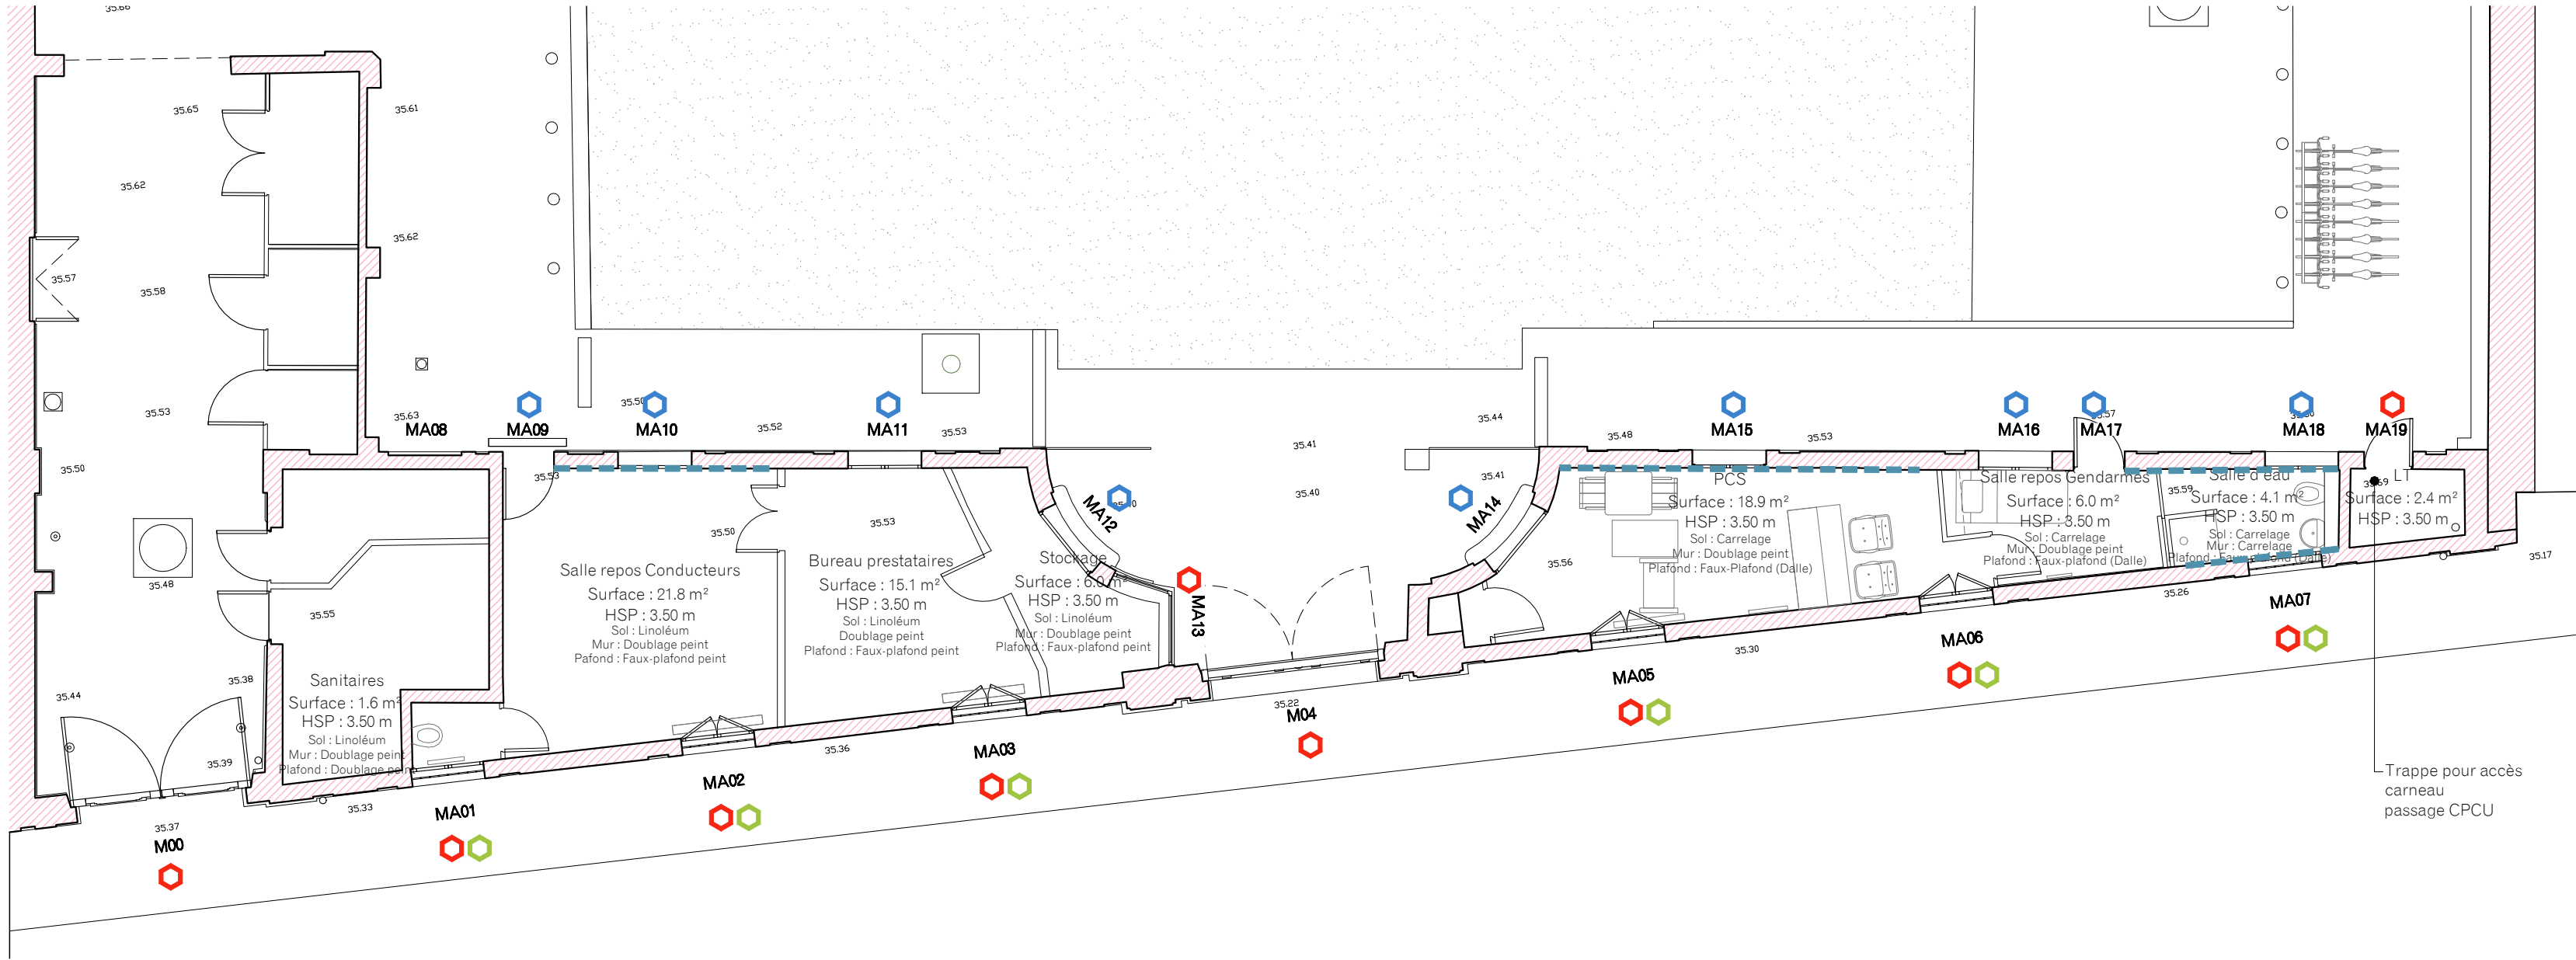 35.66
35.65
35.61
35.62
35.62
35.57
35.58
35.53
35.63
35.50
35.52
35.53
35.44
35.41
35.48
35.53
35.57
MA08
MA09
MA10
MA11
MA15
MA16
MA17
MA18
MA19
35.50
35.53
35.41
35.40
MA12
MA14
35.48
35.55
35.50
35.53
35.56
35.59
Salle repos Conducteurs
Surface : 21.8 m²
HSP : 3.50 m
Sol : Linoléum
Mur : Doublage peint
Pafond : Faux-plafond peint
Bureau prestataires
Surface : 15.1 m²
HSP : 3.50 m
Sol : Linoléum
Doublage peint
Plafond : Faux-plafond peint
Stockage
Surface : 6.0 m²
HSP : 3.50 m
Sol : Linoléum
Mur : Doublage peint
Plafond : Faux-plafond peint
MA13
PCS
Surface : 18.9 m²
HSP : 3.50 m
Sol : Carrelage
Mur : Doublage peint
Plafond : Faux-Plafond (Dalle)
Salle repos Gendarmes
Surface : 6.0 m²
HSP : 3.50 m
Sol : Carrelage
Mur : Doublage peint
Plafond : Faux-plafond (Dalle)
Salle d'eau
Surface : 4.1 m²
HSP : 3.50 m
Sol : Carrelage
Mur : Carrelage
Plafond : Faux-plafond (Dalle)
LT
Surface : 2.4 m²
HSP : 3.50 m
35.17
35.26
35.30
35.22
35.36
35.38
35.44
35.39
35.33
35.37
Sanitaires
Surface : 1.6 m²
HSP : 3.50 m
Sol : Linoléum
Mur : Doublage peint
Plafond : Doublage peint
M00
MA01
MA02
MA03
M04
MA05
MA06
MA07
Trappe pour accès
carneau
passage CPCU